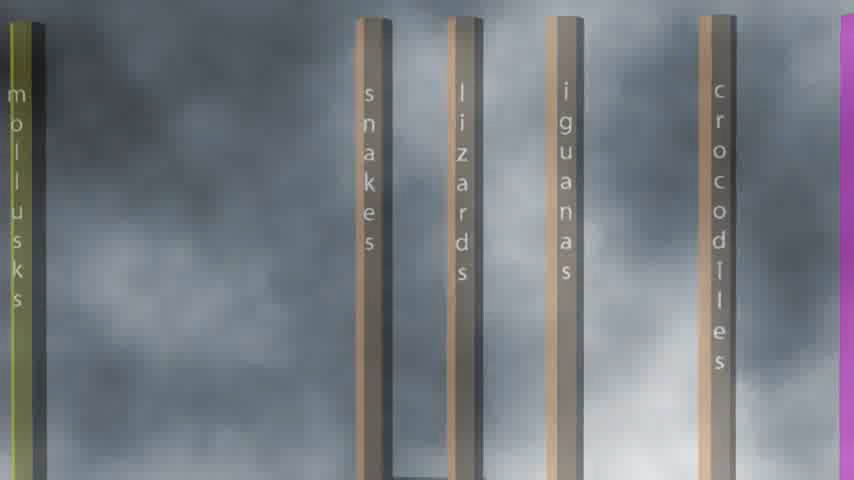 mollusks
snakes
lizards
iguanas
crocodiles